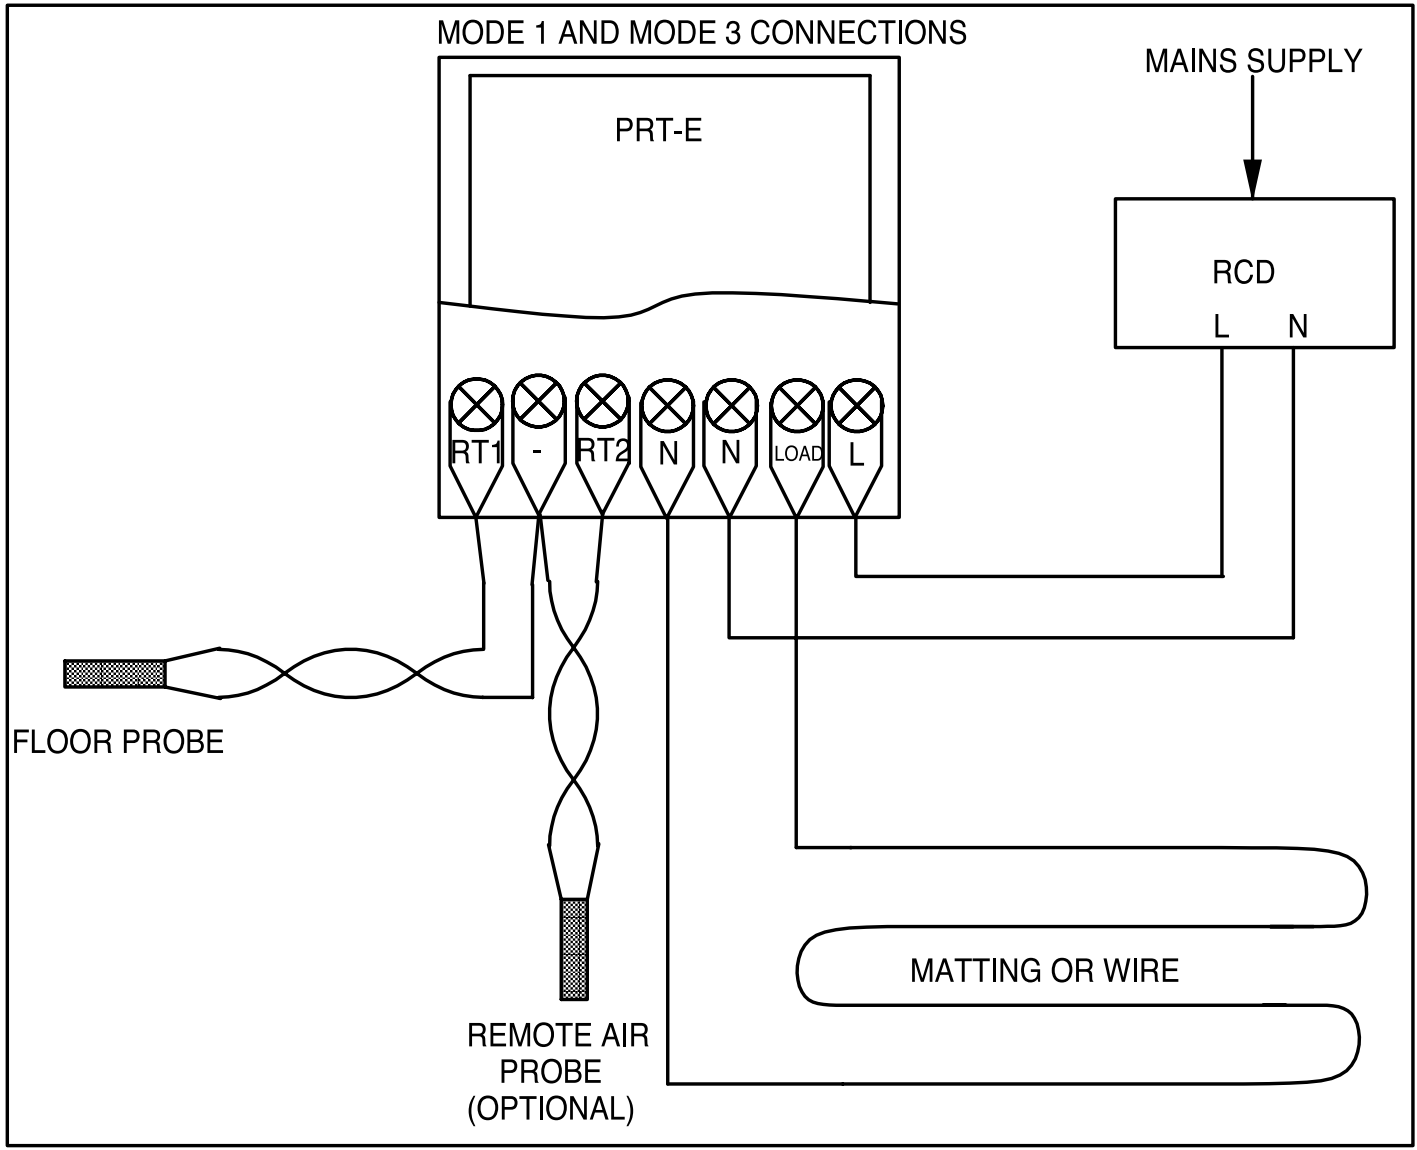 MODE 1 AND MODE 3 CONNECTIONS
MAINS SUPPLY
PRT-E
RCD
L N
RT1 - RT2 N N LOAD L
FLOOR PROBE
MATTING OR WIRE
REMOTE AIR
PROBE
(OPTIONAL)